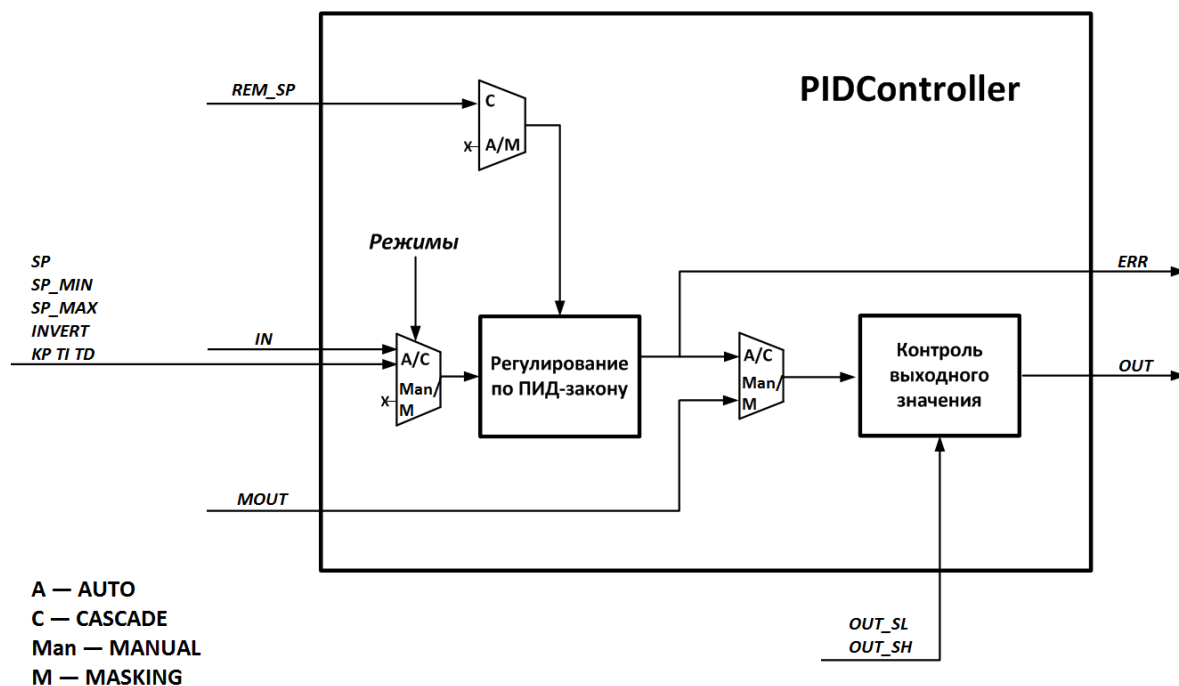 PIDController
REM_SP
C
A/M
X
Режимы
SP
SP_MIN
SP_MAX
INVERT
KP TI TD
IN
A/C
Man/
M
X
Регулирование
по ПИД-закону
A/C
Man/
M
Контроль
выходного
значения
ERR
OUT
MOUT
OUT_SL
OUT_SH
A — AUTO
C — CASCADE
Man — MANUAL
M — MASKING